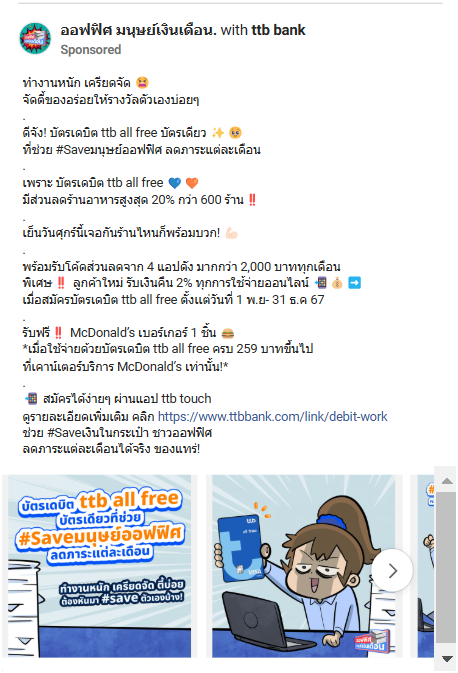 ออฟฟิศ มนุษย์เงินเดือน. with ttb bank
Sponsored
ทำงานหนัก เครียดจัด 😫
จัดตี้ของอร่อยให้รางวัลตัวเองบ่อยๆ
.
ดีจัง! บัตรเดบิต ttb all free บัตรเดียว ✨ 🥹
ที่ช่วย #Saveมนุษย์ออฟฟิศ ลดภาระแต่ละเดือน
.
เพราะ บัตรเดบิต ttb all free 💙 🧡
มีส่วนลดร้านอาหารสูงสุด 20% กว่า 600 ร้าน ‼️
.
เย็นวันศุกร์นี้เจอกันร้านไหนก็พร้อมบวก! 💪🏻
.
พร้อมรับโค้ดส่วนลดจาก 4 แอปดัง มากกว่า 2,000 บาททุกเดือน
พิเศษ ‼️ ลูกค้าใหม่ รับเงินคืน 2% ทุกการใช้จ่ายออนไลน์ 📲 💰 ➡️
เมื่อสมัครบัตรเดบิต ttb all free ตั้งแต่วันที่ 1 พ.ย- 31 ธ.ค 67
.
รับฟรี ‼️ McDonald's เบอร์เกอร์ 1 ชิ้น 🍔
*เมื่อใช้จ่ายด้วยบัตรเดบิต ttb all free ครบ 259 บาทขึ้นไป
ที่เคาน์เตอร์บริการ McDonald's เท่านั้น!*
.
📲 สมัครได้ง่ายๆ ผ่านแอป ttb touch
ดูรายละเอียดเพิ่มเติม คลิก https://www.ttbbank.com/link/debit-work
ช่วย #Saveเงินในกระเป๋า ชาวออฟฟิศ
ลดภาระแต่ละเดือนได้จริง ของแทร่!
บัตรเดบิต ttb all free
บัตรเดียวที่ช่วย
#Saveมนุษย์ออฟฟิศ
ลดภาระแต่ละเดือน
ทำงานหนัก เครียดจัด ตี้บ่อย
ต้องหันมา #save ตัวเองบ้าง!
ttb
all free
VISA
ออฟฟิศ
มนุษย์เงินเดือน